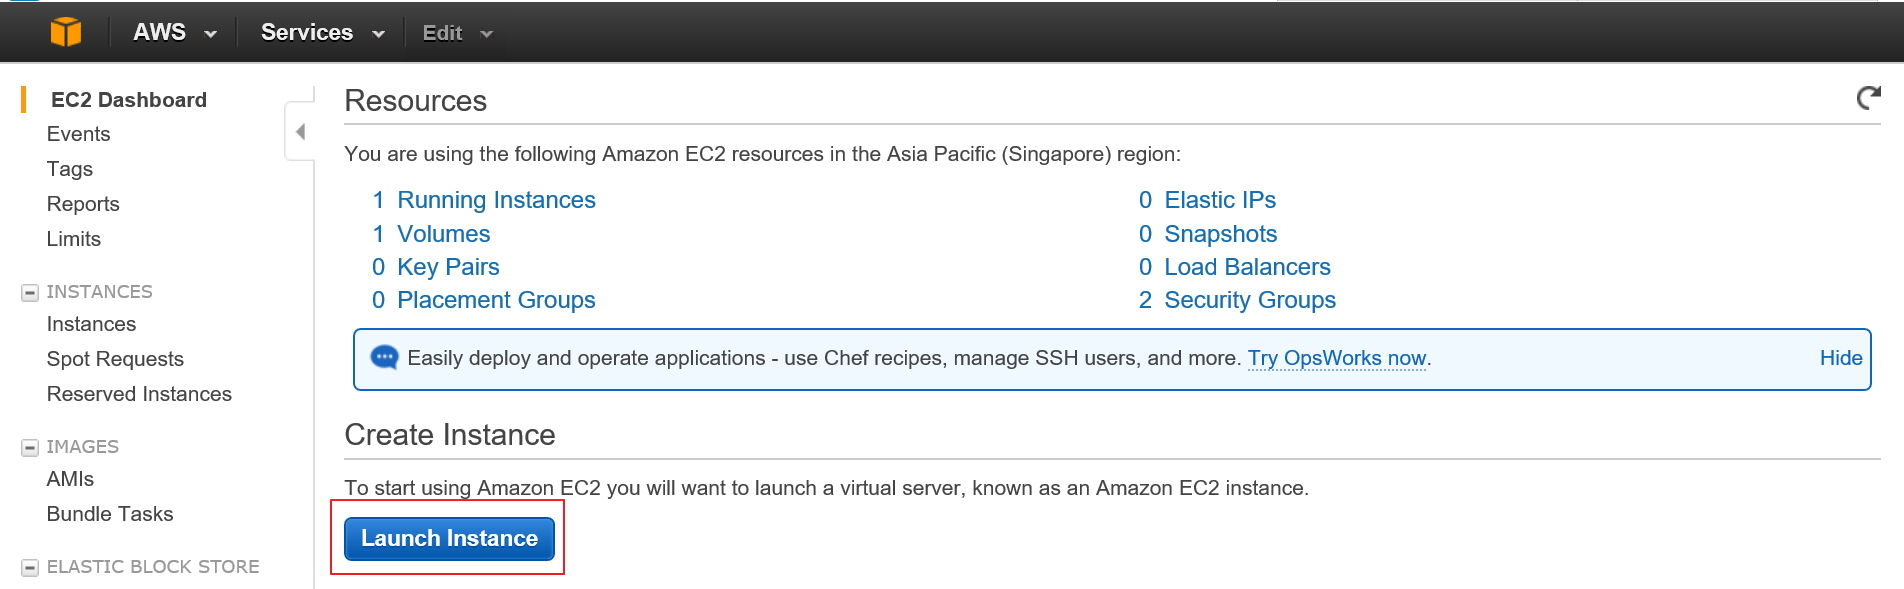 AWS Services Edit
EC2 Dashboard
Events
Tags
Reports
Limits
INSTANCES
Instances
Spot Requests
Reserved Instances
IMAGES
AMIs
Bundle Tasks
ELASTIC BLOCK STORE
Resources
You are using the following Amazon EC2 resources in the Asia Pacific (Singapore) region:
1 Running Instances
0 Elastic IPs
1 Volumes
0 Snapshots
0 Key Pairs
0 Load Balancers
0 Placement Groups
2 Security Groups
Easily deploy and operate applications - use Chef recipes, manage SSH users, and more. Try OpsWorks now. Hide
Create Instance
To start using Amazon EC2 you will want to launch a virtual server, known as an Amazon EC2 instance.
Launch Instance